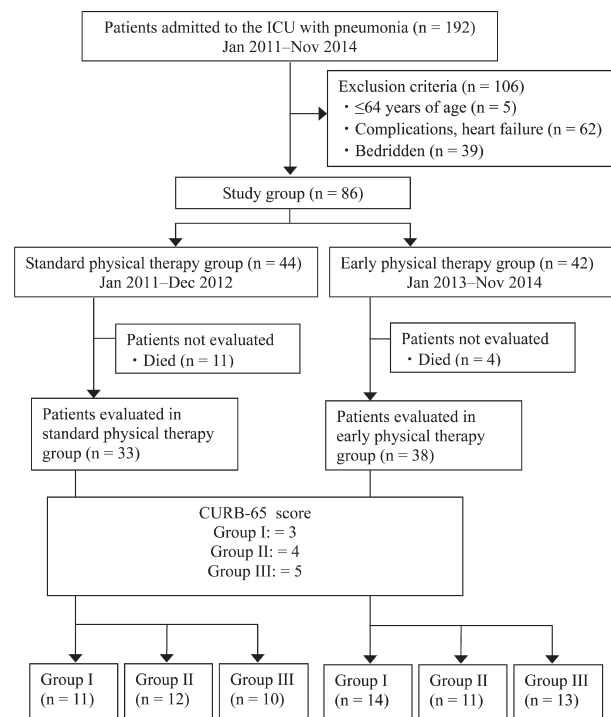 Patients admitted to the ICU with pneumonia (n = 192)
Jan 2011–Nov 2014
Exclusion criteria (n = 106)
・≤64 years of age (n = 5)
・Complications, heart failure (n = 62)
・Bedridden (n = 39)
Study group (n = 86)
Standard physical therapy group (n = 44)
Jan 2011–Dec 2012
Early physical therapy group (n = 42)
Jan 2013–Nov 2014
Patients not evaluated
・Died (n = 11)
Patients not evaluated
・Died (n = 4)
Patients evaluated in
standard physical therapy
group (n = 33)
Patients evaluated in
early physical therapy
group (n = 38)
CURB-65 score
Group I: = 3
Group II: = 4
Group III: = 5
Group I
(n = 11)
Group II
(n = 12)
Group III
(n = 10)
Group I
(n = 14)
Group II
(n = 11)
Group III
(n = 13)